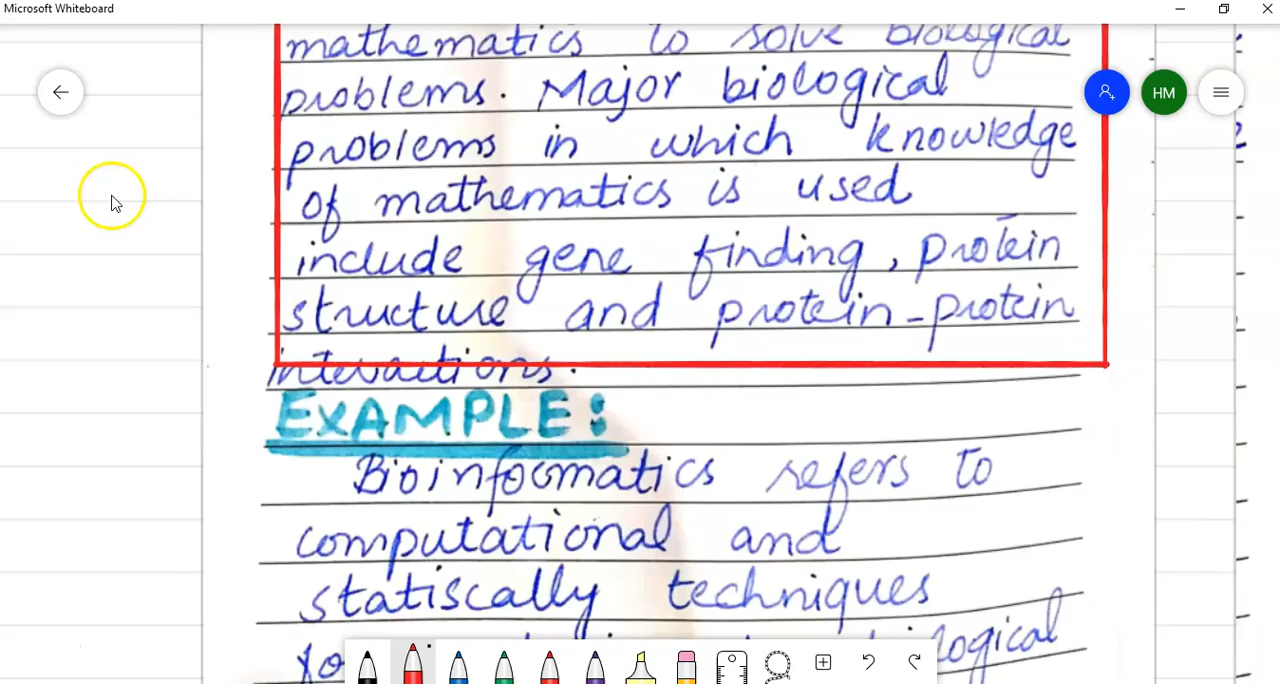 Microsoft Whiteboard
mathematics to solve biological
problems. Major biological
HM
problems in which knowledge
of mathematics is used
include gene finding, protein
structure and protein-protein
interactions.
EXAMPLE:
Bioinformatics refers to
computational and
statiscally techniques
ological